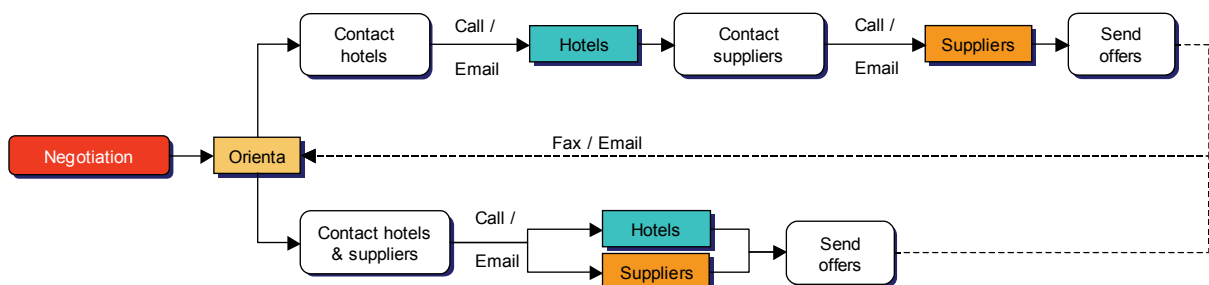 Contact
hotels
Call /
Email
Hotels
Contact
suppliers
Call /
Email
Suppliers
Send
offers
Negotiation
Orienta
Fax / Email
Contact hotels
& suppliers
Call /
Email
Hotels
Suppliers
Send
offers